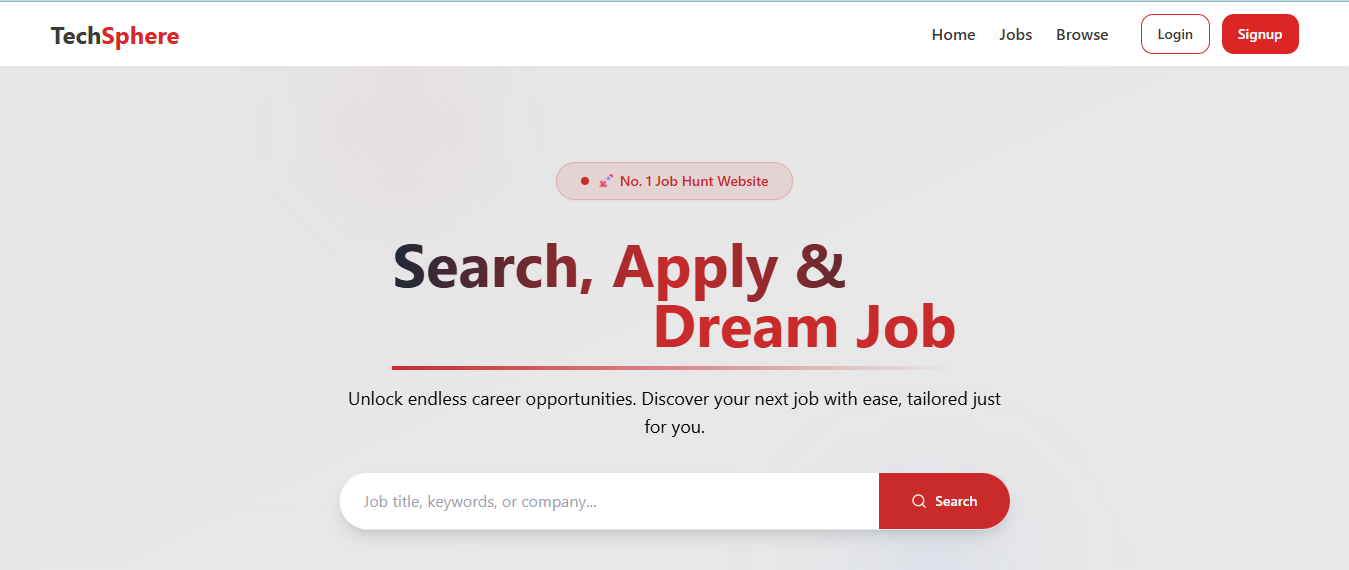 TechSphere Home Jobs Browse Login Signup
🚀 No. 1 Job Hunt Website
Search, Apply &
Dream Job
Unlock endless career opportunities. Discover your next job with ease, tailored just
for you.
Job title, keywords, or company... Search